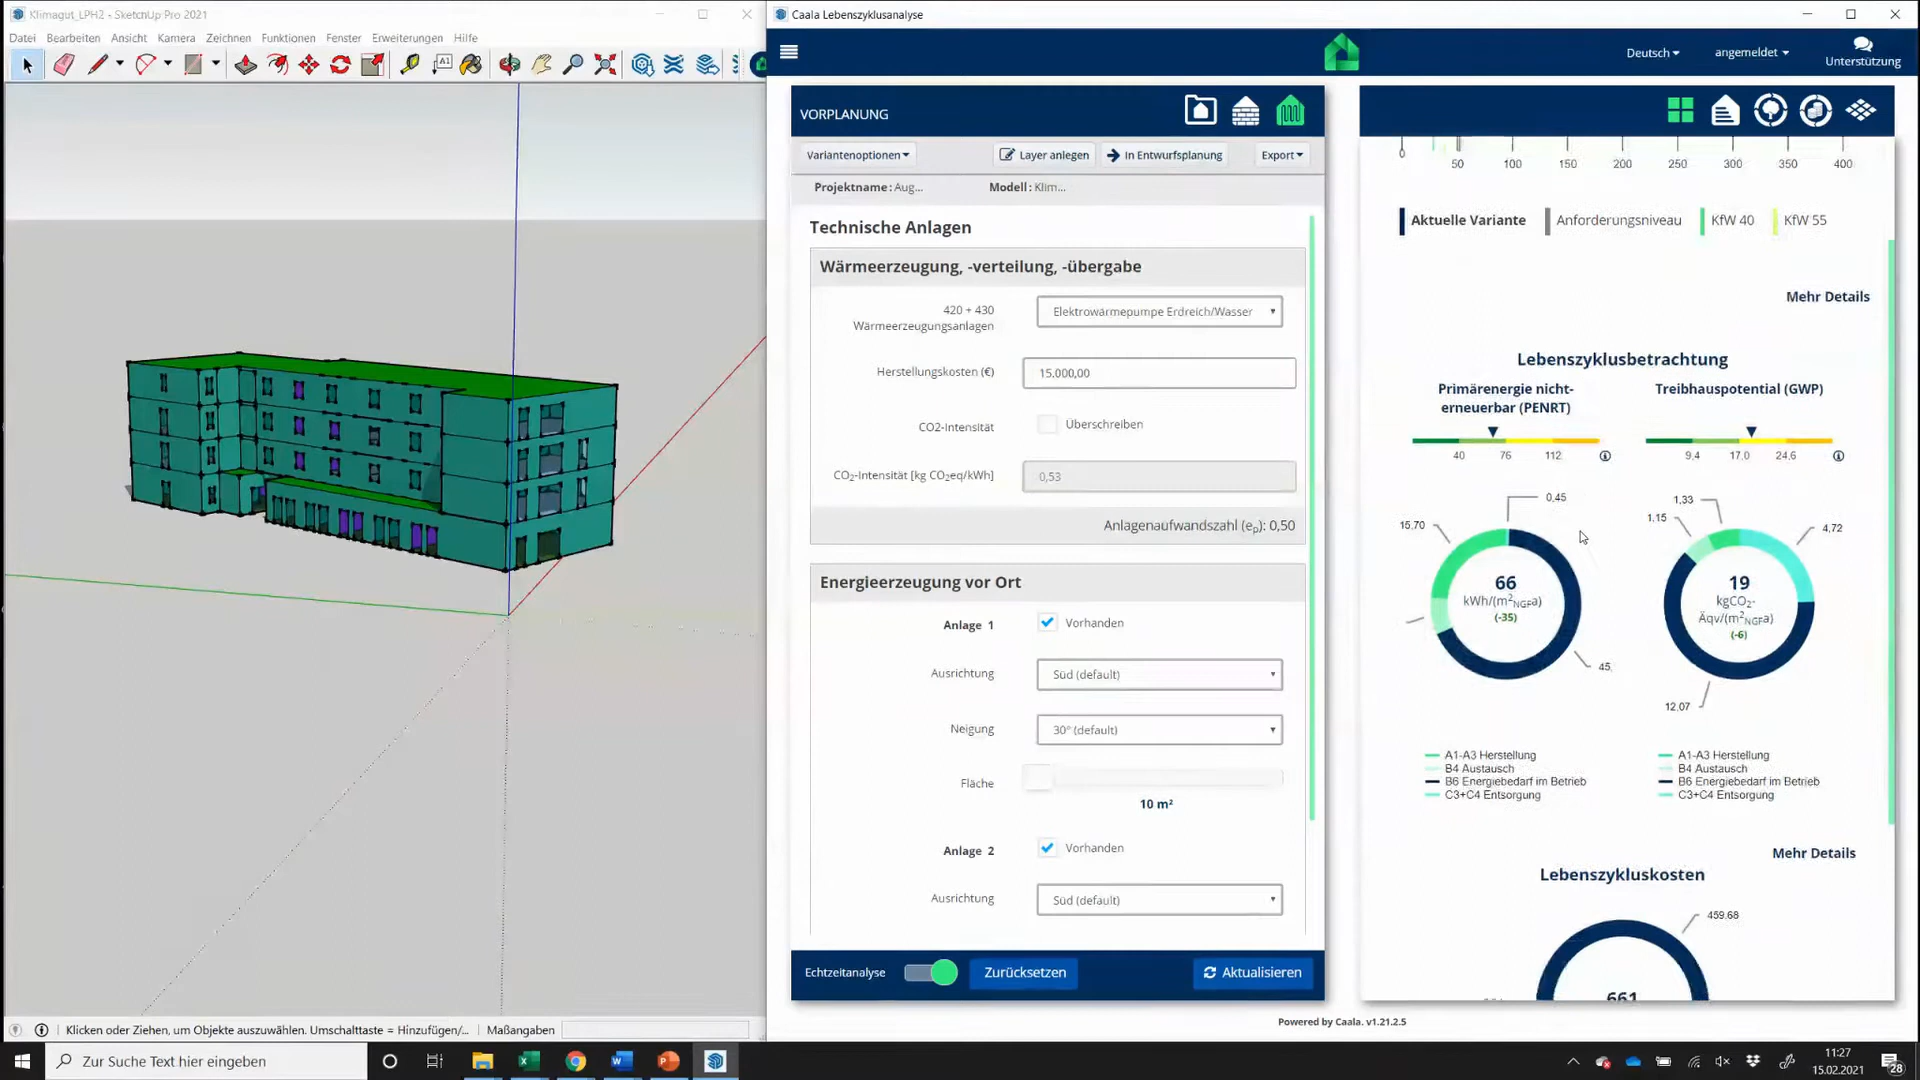 Klimagut_LPH2 - SketchUp Pro 2021
Datei Bearbeiten Ansicht Kamera Zeichnen Funktionen Fenster Erweiterungen Hilfe
A1
Klicken oder Ziehen, um Objekte auszuwählen. Umschalttaste = Hinzufügen/...
Maßangaben
Caala Lebenszyklusanalyse
Deutsch
angemeldet
Unterstützung
VORPLANUNG
Variantenoptionen
Layer anlegen
In Entwurfsplanung
Export
Projektname: Aug...
Modell: Klim...
Technische Anlagen
Wärmeerzeugung, -verteilung, -übergabe
420 + 430
Wärmeerzeugungsanlagen
Elektrowärmepumpe Erdreich/Wasser
Herstellungskosten (€)
15.000,00
CO2-Intensität
Überschreiben
CO₂-Intensität [kg CO₂eq/kWh]
0,53
Anlagenaufwandszahl (eₚ): 0,50
Energieerzeugung vor Ort
Anlage 1
Vorhanden
Ausrichtung
Süd (default)
Neigung
30° (default)
Fläche
10 m²
Anlage 2
Vorhanden
Ausrichtung
Süd (default)
Echtzeitanalyse
Zurücksetzen
Aktualisieren
0 50 100 150 200 250 300 350 400
Aktuelle Variante
Anforderungsniveau
KfW 40
KfW 55
Mehr Details
Lebenszyklusbetrachtung
Primärenergie nicht-
erneuerbar (PENRT)
40 76 112
0,45
15,70
45,
66
kWh/(m²NGFa)
(-35)
A1-A3 Herstellung
B4 Austausch
B6 Energiebedarf im Betrieb
C3+C4 Entsorgung
Treibhauspotential (GWP)
9.4 17.0 24.6
1,33
1,15
4,72
12,07
19
kgCO₂-
Äqv/(m²NGFa)
(-6)
A1-A3 Herstellung
B4 Austausch
B6 Energiebedarf im Betrieb
C3+C4 Entsorgung
Mehr Details
Lebenszykluskosten
459.68
661
Powered by Caala. v1.21.2.5
Zur Suche Text hier eingeben
11:27
15.02.2021
28